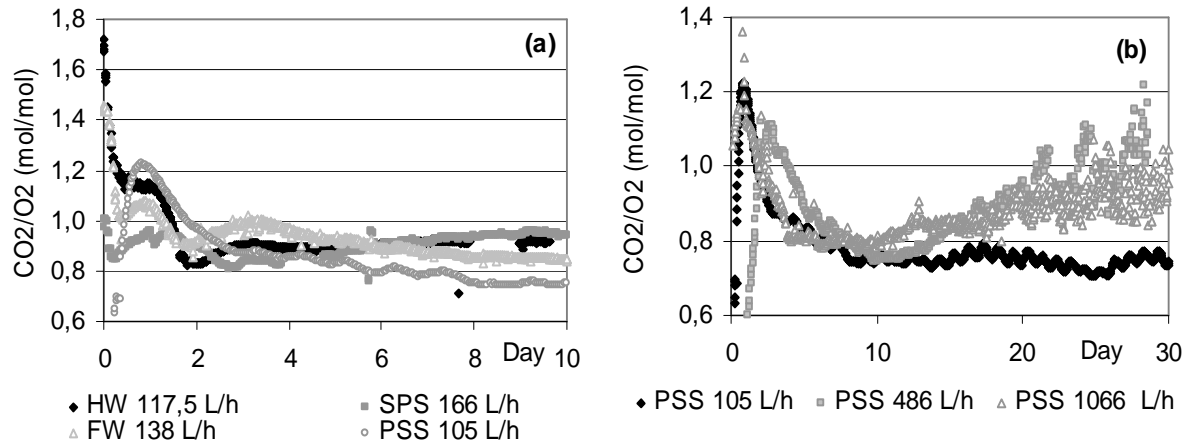 (a)
CO2/O2 (mol/mol)
1,8
1,6
1,4
1,2
1,0
0,8
0,6
0 2 4 6 Day 10
8
◆ HW 117,5 L/h ■ SPS 166 L/h
△ FW 138 L/h ○ PSS 105 L/h
(b)
CO2/O2 (mol/mol)
1,4
1,2
1,0
0,8
0,6
0 10 20 Day 30
◆ PSS 105 L/h ■ PSS 486 L/h △ PSS 1066 L/h